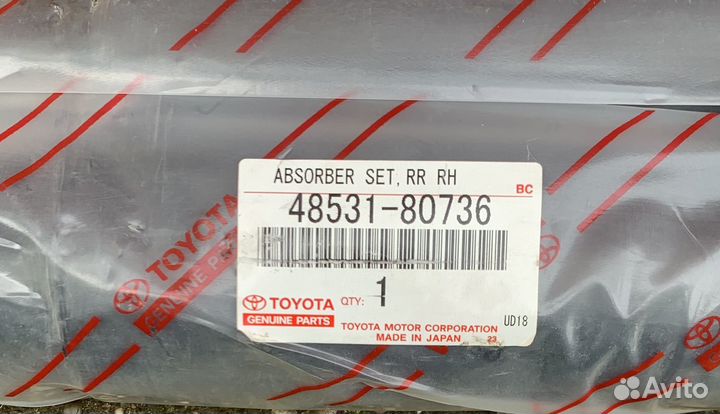 ABSORBER SET, RR RH
BC
48531-80736
TOYOTA
GENUINE PARTS
QTY: 1
UD18
TOYOTA MOTOR CORPORATION
MADE IN JAPAN 23
TOYOTA
GENUINE PARTS
Avito